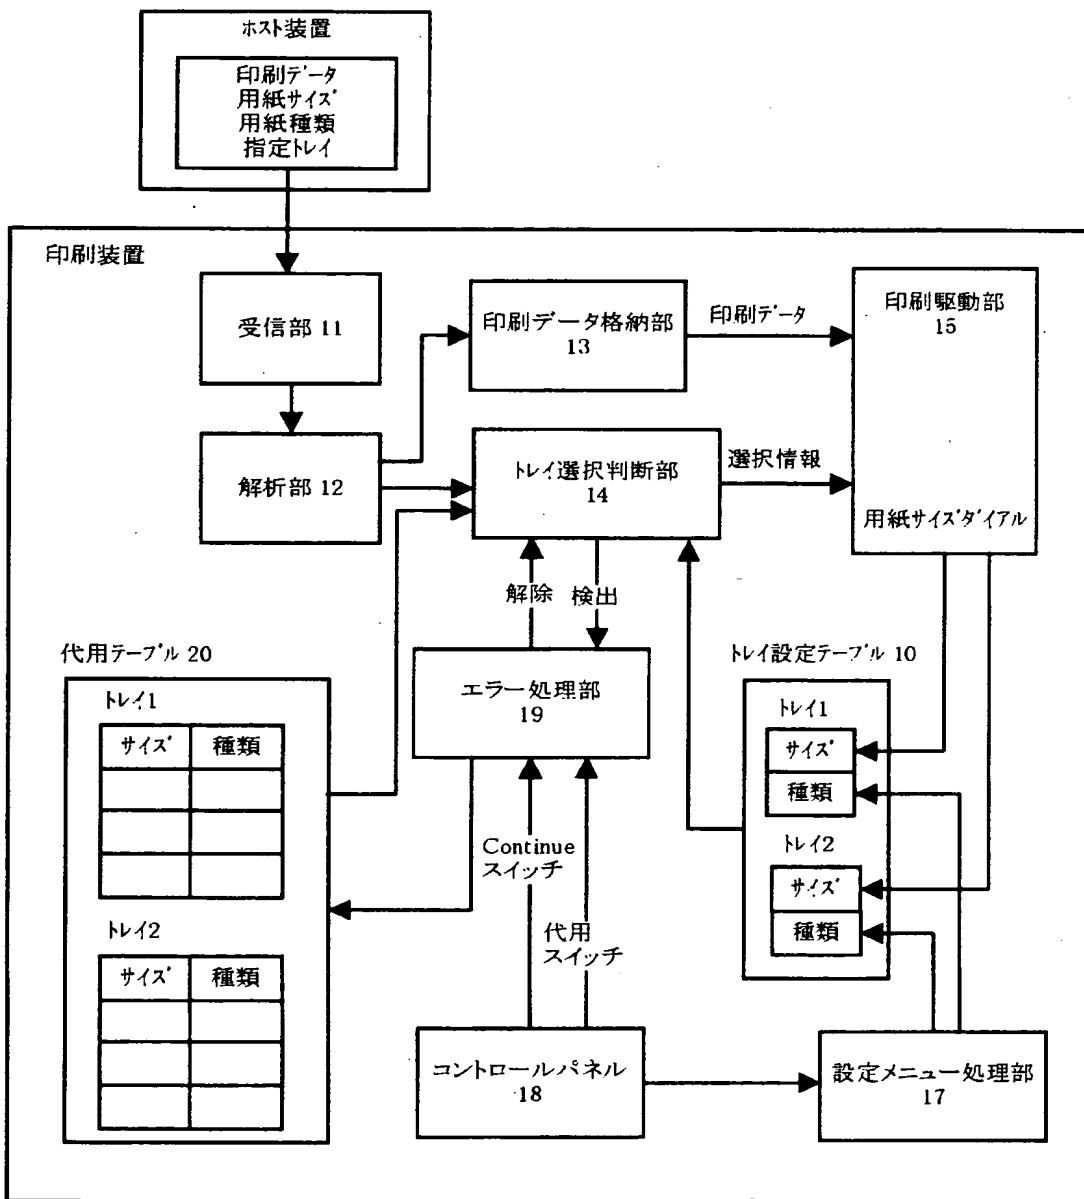 ホスト装置
印刷データ
用紙サイズ
用紙種類
指定トレイ
印刷装置
受信部 11
印刷データ格納部
13
印刷データ
印刷駆動部
15
解析部 12
トレイ選択判断部
14
選択情報
用紙サイズダイアル
解除
検出
代用テーブル 20
トレイ1
サイズ
種類
トレイ2
サイズ
種類
エラー処理部
19
トレイ設定テーブル 10
トレイ1
サイズ
種類
トレイ2
サイズ
種類
Continue
スイッチ
代用
スイッチ
コントロールパネル
18
設定メニュー処理部
17